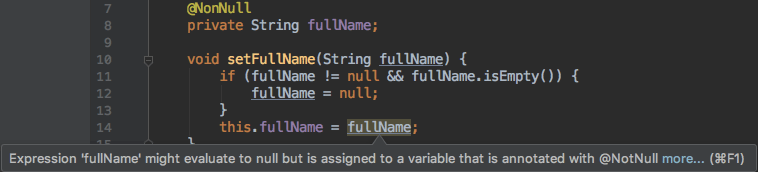 7 @NonNull
8 private String fullName;
9
10 void setFullName(String fullName) {
11 if (fullName != null && fullName.isEmpty()) {
12 fullName = null;
13 }
14 this.fullName = fullName;
15 }
Expression 'fullName' might evaluate to null but is assigned to a variable that is annotated with @NotNull more... (⌘F1)